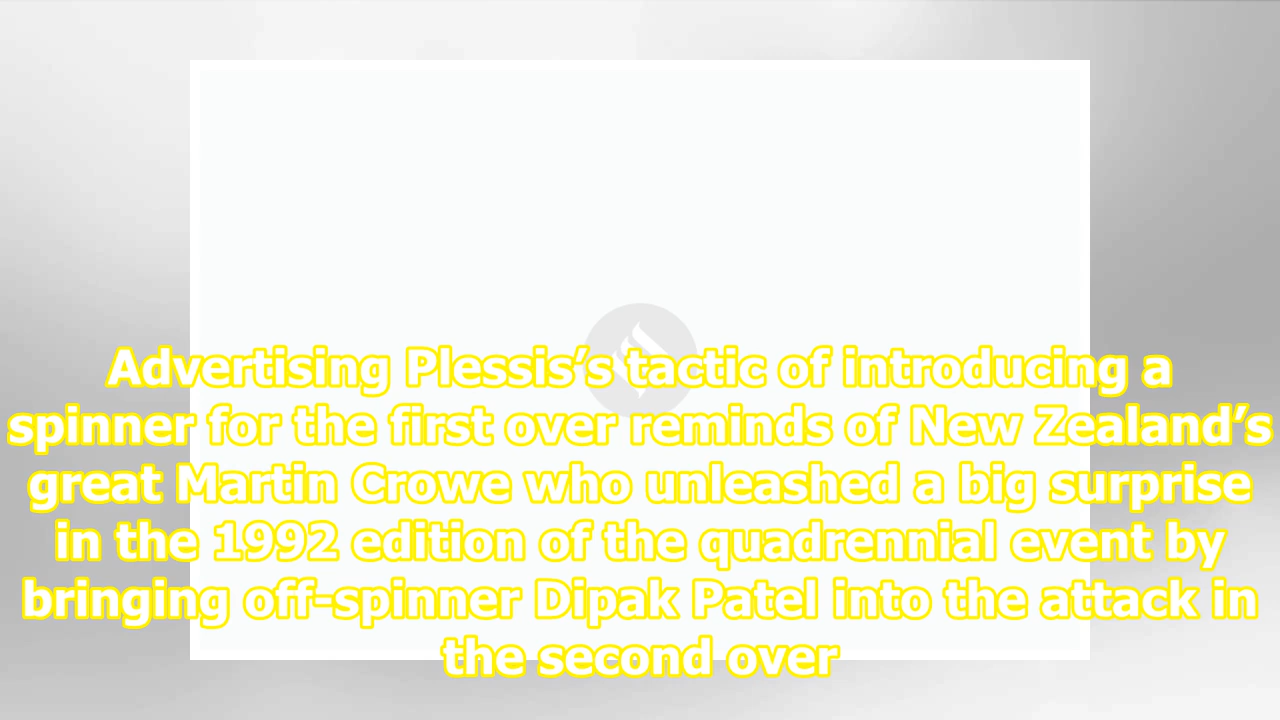 Advertising Plessis’s tactic of introducing a
spinner for the first over reminds of New Zealand’s
great Martin Crowe who unleashed a big surprise
in the 1992 edition of the quadrennial event by
bringing off-spinner Dipak Patel into the attack in
the second over